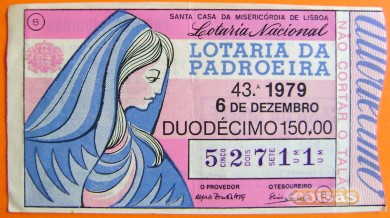 6
SANTA CASA DA MISERICÓRDIA DE LISBOA
Lotaria Nacional
LOTARIA DA
PADROEIRA
43.ª 1979
6 DE DEZEMBRO
DUODÉCIMO 150,00
5 2 7 1 1
CINCO DOIS SETE UM UM
O PROVEDOR O TESOUREIRO
NÃO CORTAR O TALÃO